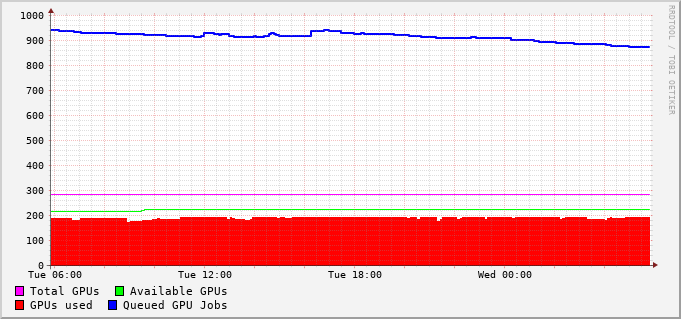 1000
900
800
700
600
500
400
300
200
100
0
Tue 06:00 Tue 12:00 Tue 18:00 Wed 00:00
Total GPUs Available GPUs
GPUs used Queued GPU Jobs
RRDTOOL / TOBI OETIKER